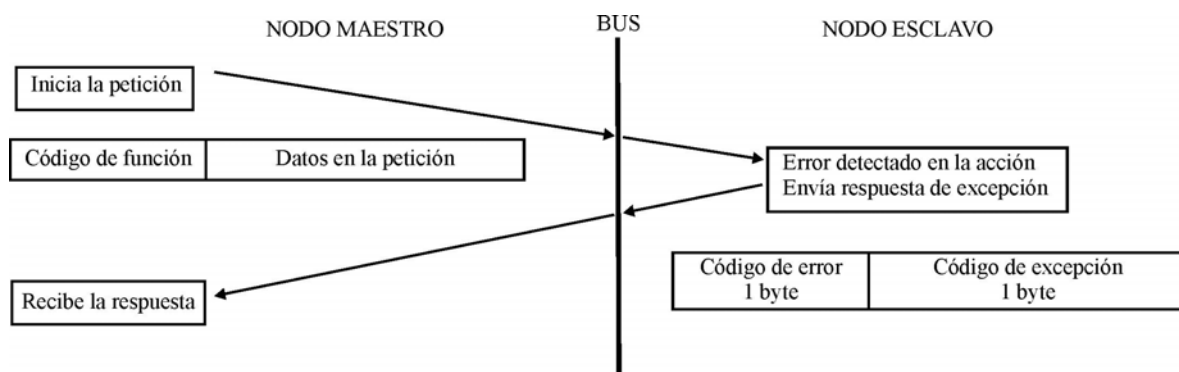 NODO MAESTRO
BUS
NODO ESCLAVO
Inicia la petición
Código de función
Datos en la petición
Error detectado en la acción
Envía respuesta de excepción
Código de error
1 byte
Código de excepción
1 byte
Recibe la respuesta